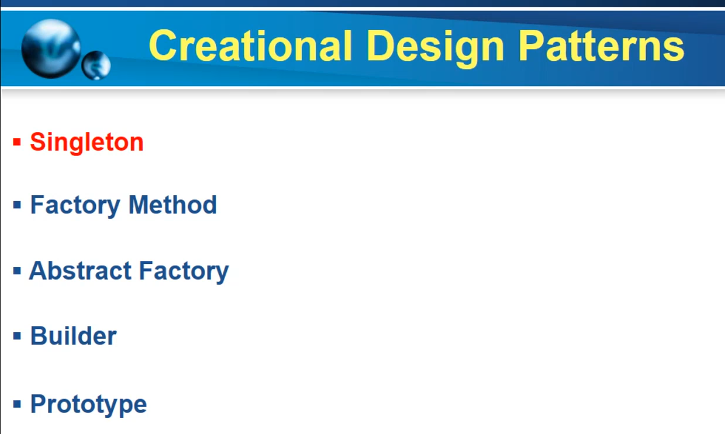 Creational Design Patterns
▪ Singleton
▪ Factory Method
▪ Abstract Factory
▪ Builder
▪ Prototype